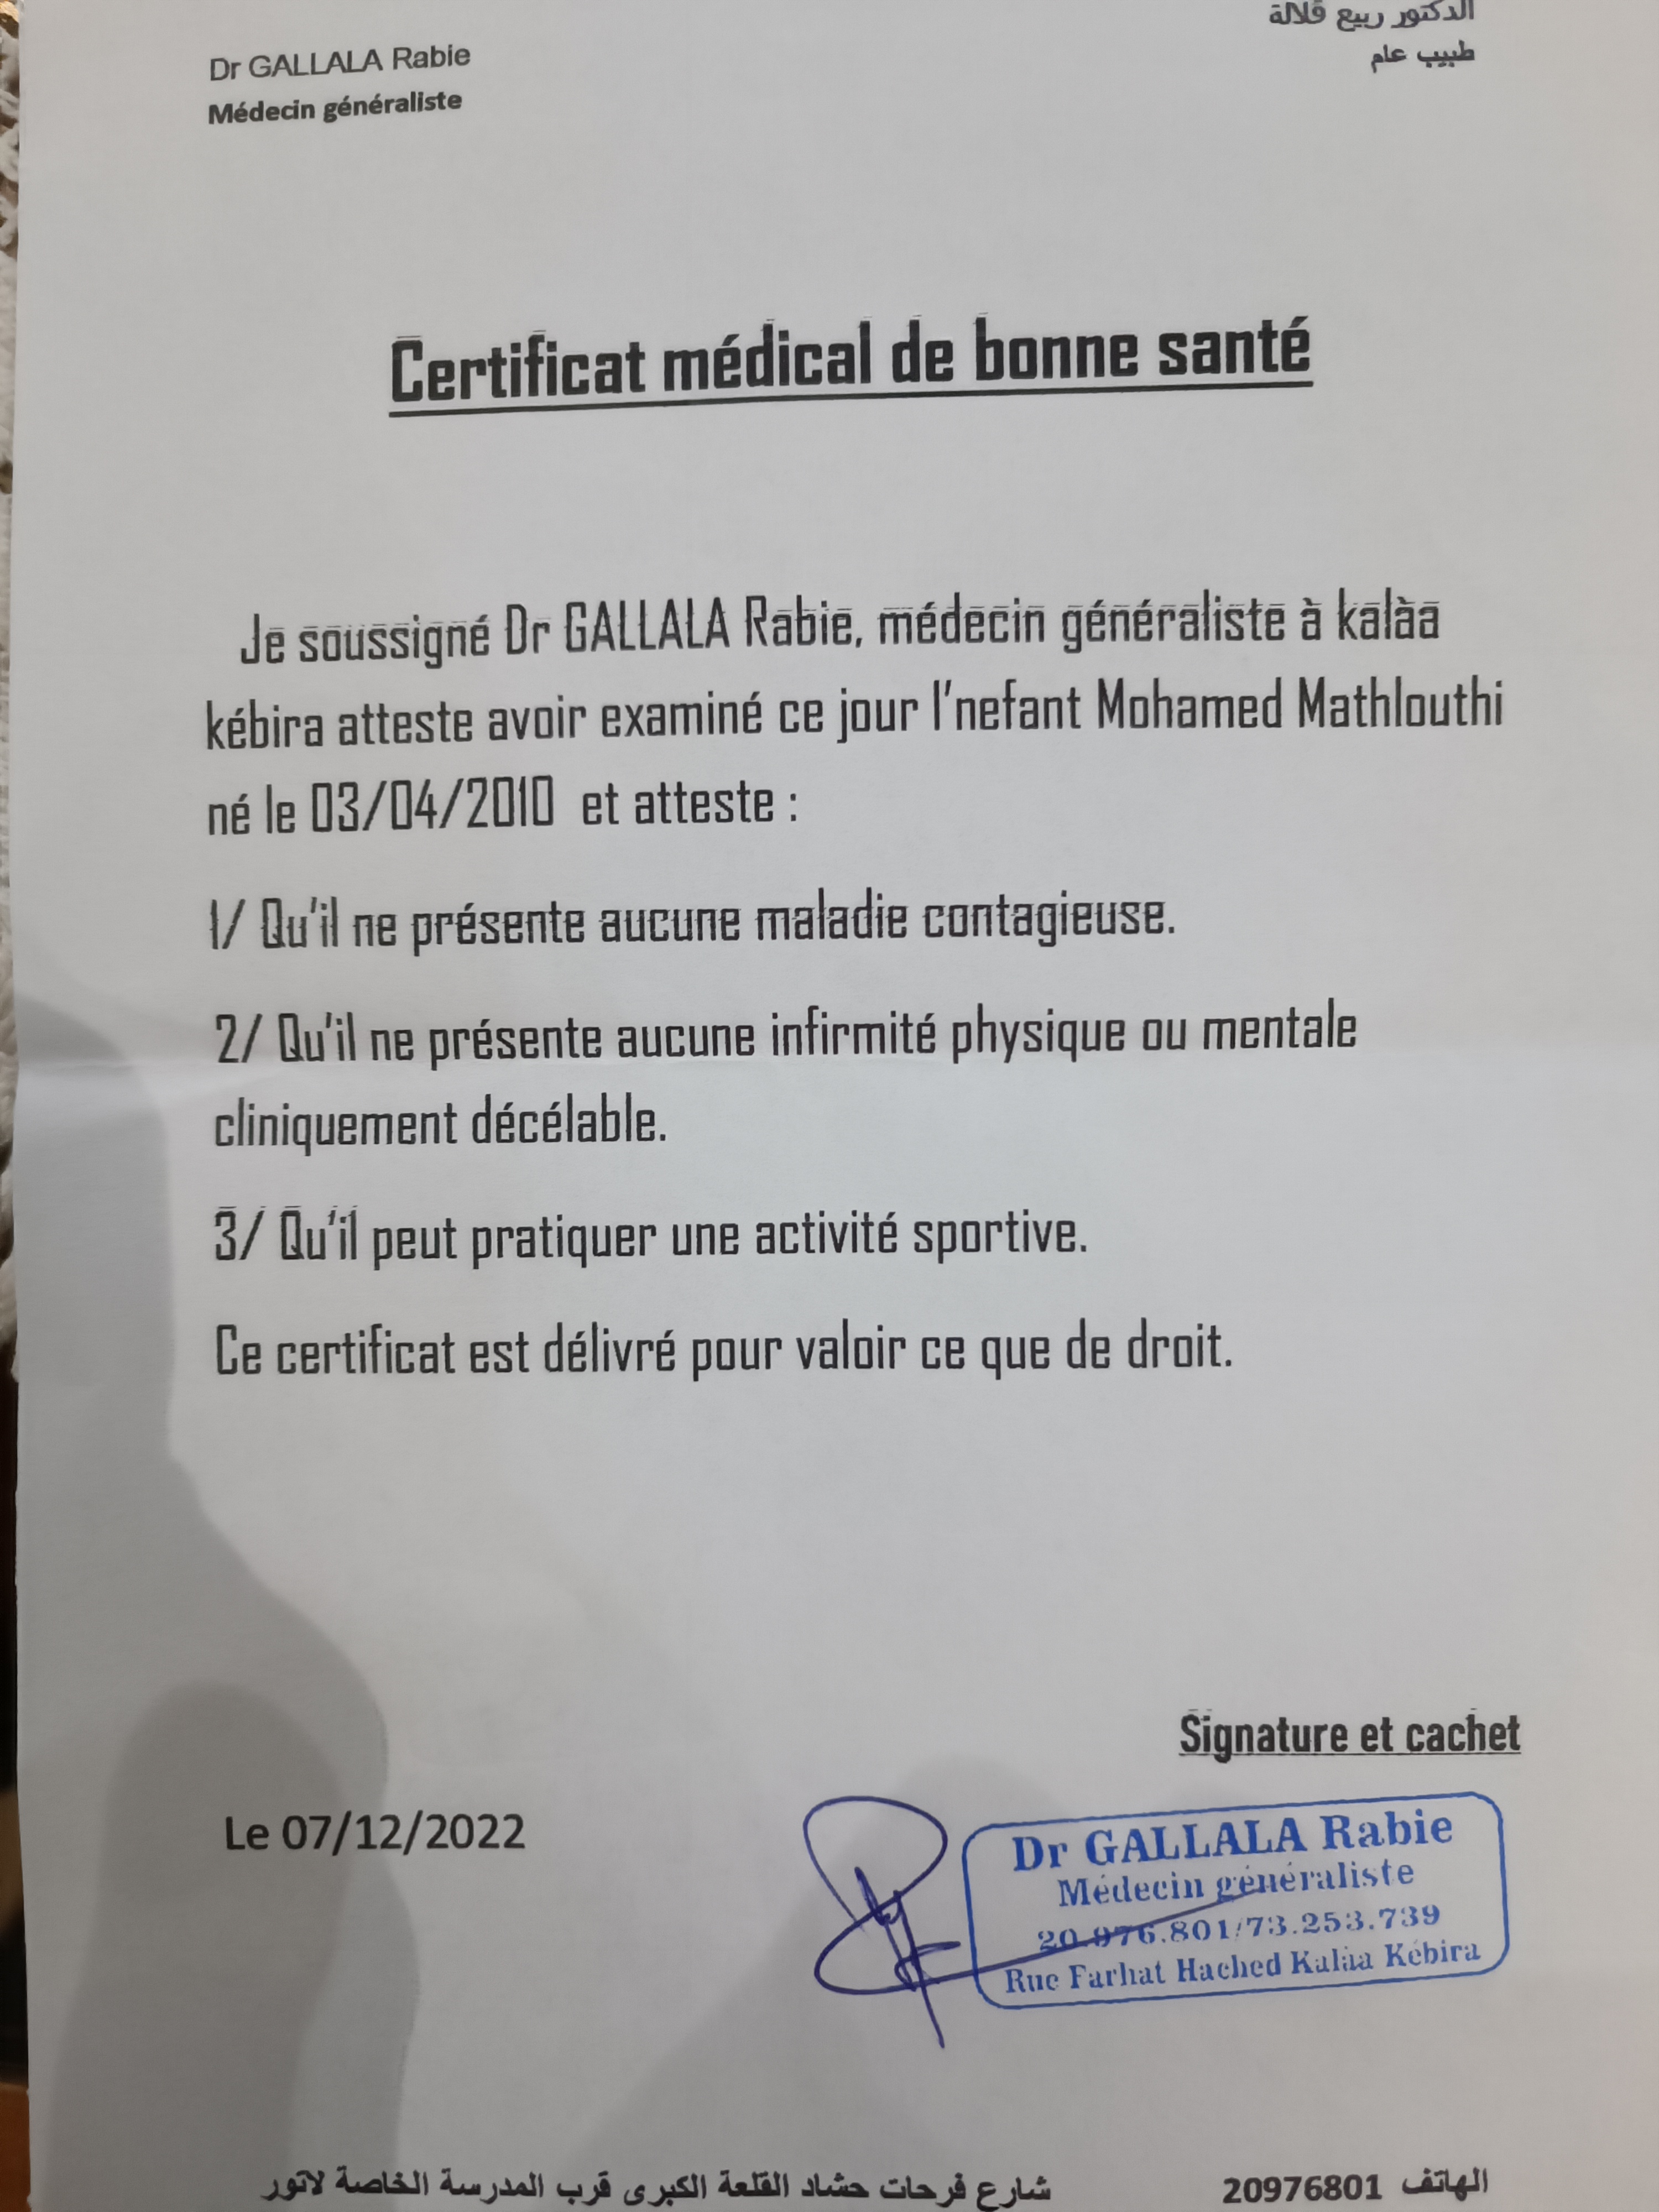 Dr GALLALA Rabie
الدكتور ربيع قلالة
Médecin généraliste
طبيب عام
Certificat médical de bonne santé
Je soussigné Dr GALLALA Rabie, médecin généraliste à kalàa
kébira atteste avoir examiné ce jour l'nefant Mohamed Mathlouthi
né le 03/04/2010 et atteste :
1/ Qu'il ne présente aucune maladie contagieuse.
2/ Qu'il ne présente aucune infirmité physique ou mentale
cliniquement décélable.
3/ Qu'il peut pratiquer une activité sportive.
Ce certificat est délivré pour valoir ce que de droit.
Signature et cachet
Le 07/12/2022
Dr GALLALA Rabie
Médecin généraliste
20.976.801/73.253.739
Rue Farhat Hached Kalâa Kébira
شارع فرحات حشاد القلعة الكبرى قرب المدرسة الخاصة لاتور
الهاتف 20976801